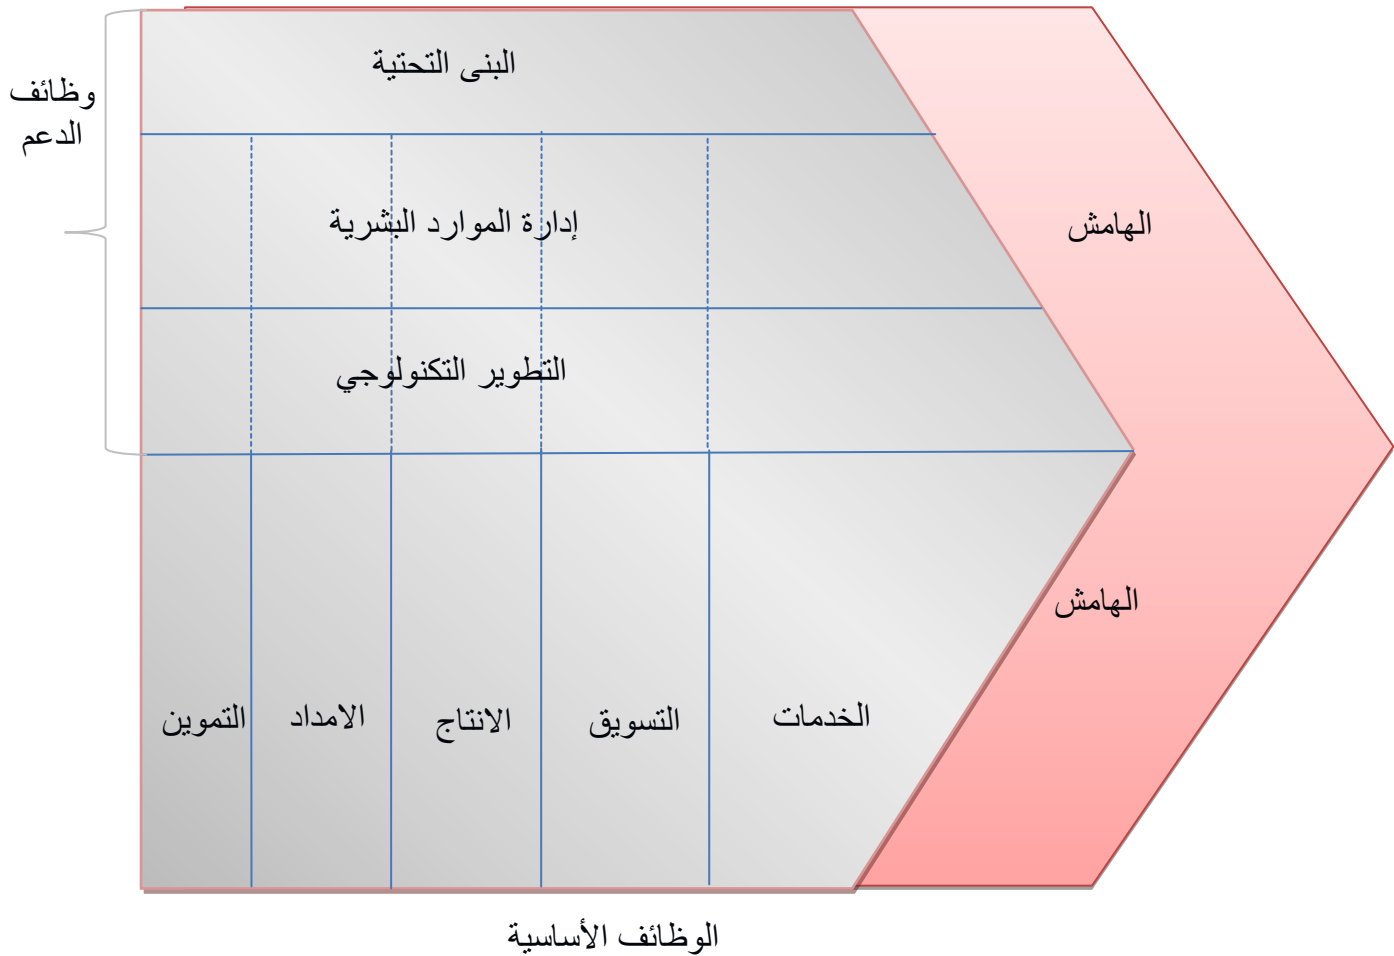 البنى التحتية
وظائف
الدعم
إدارة الموارد البشرية
الهامش
التطوير التكنولوجي
الهامش
الخدمات
التسويق
الانتاج
الامداد
التموين
الوظائف الأساسية